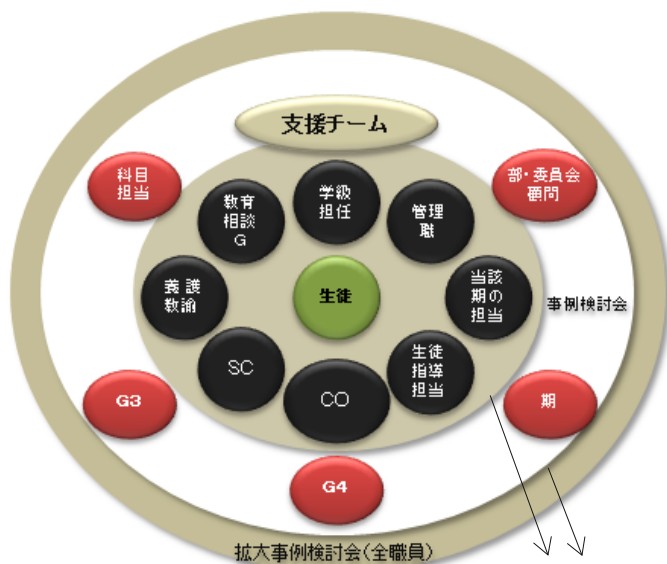 支援チーム
科目
担当
部・委員会
顧問
学級
担任
教育
相談
G
管理
職
養護
教諭
生徒
当該
期の
担当
事例検討会
SC
CO
生徒
指導
担当
G3
期
G4
拡大事例検討会(全職員)